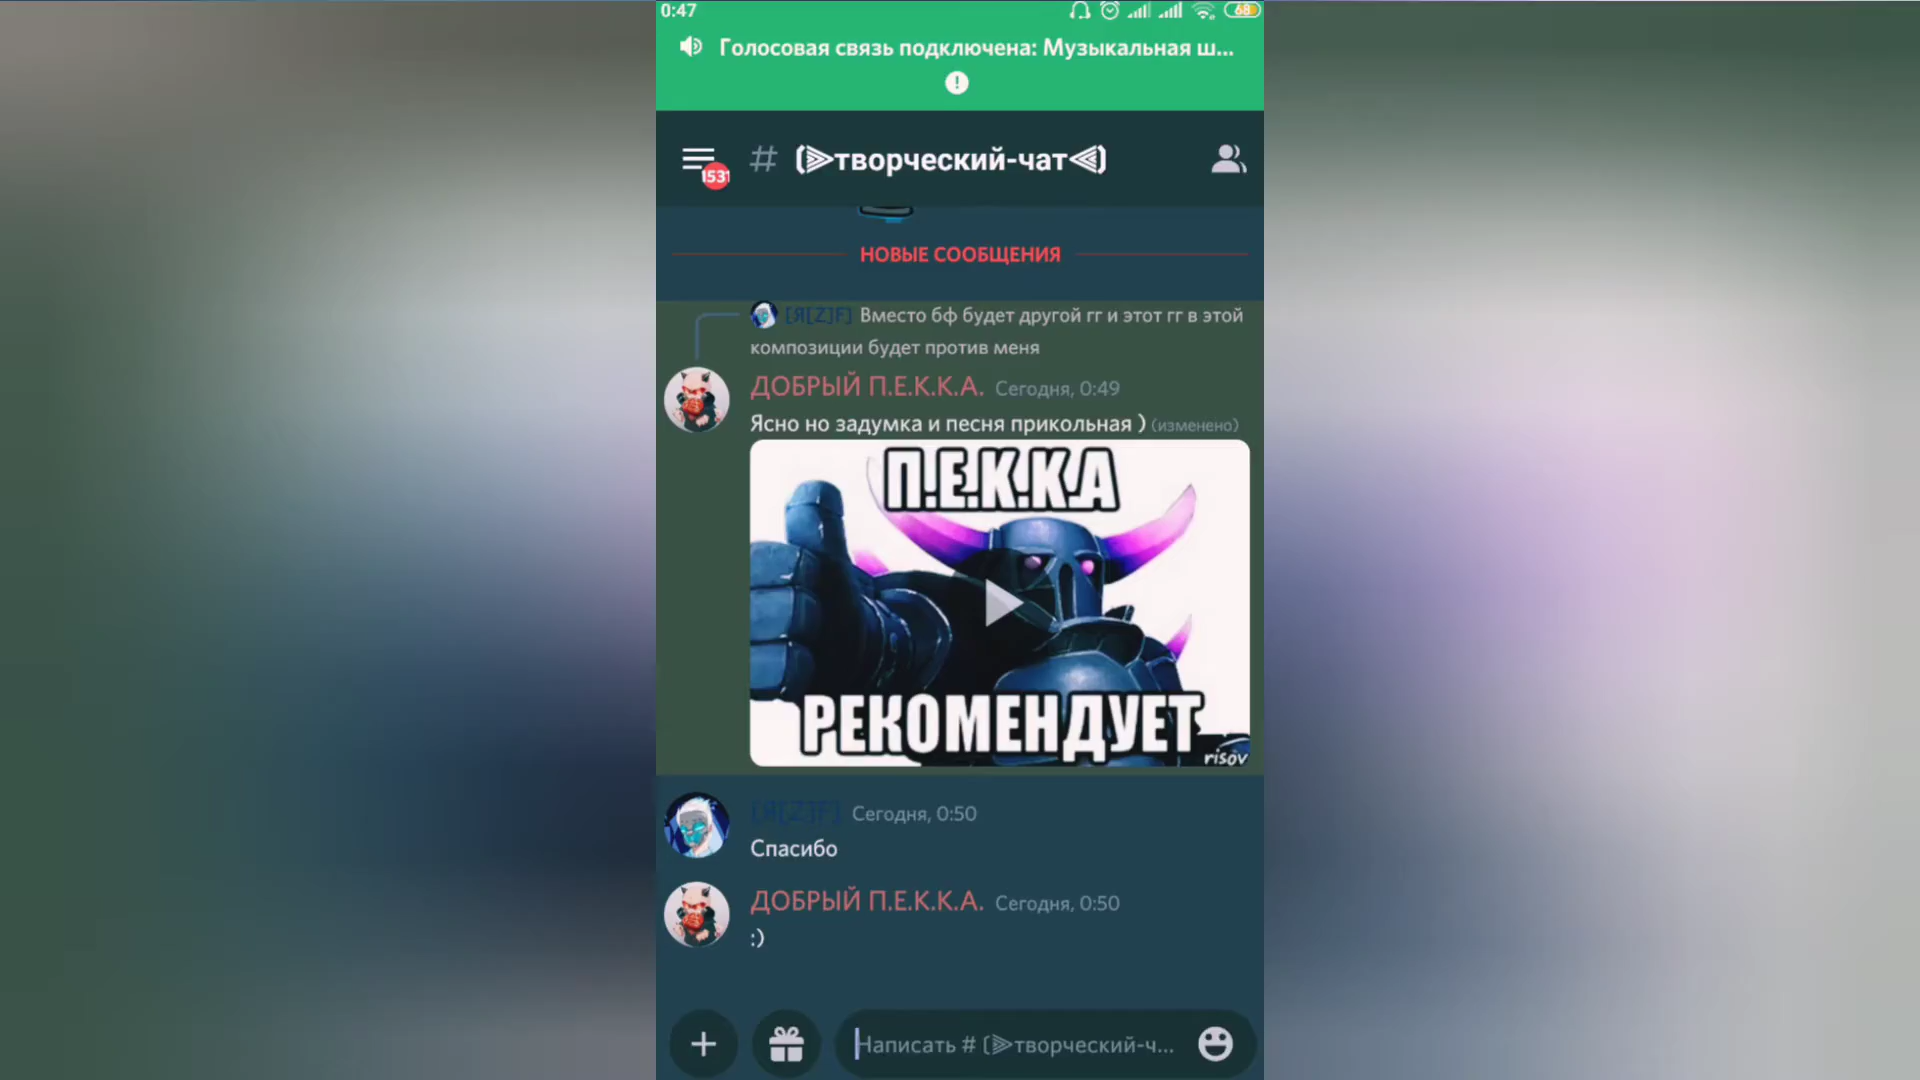 0:47
68
Голосовая связь подключена: Музыкальная ш...
153
# (⫸творческий-чат⫷)
НОВЫЕ СООБЩЕНИЯ
[Я[Z]F] Вместо бф будет другой гг и этот гг в этой
композиции будет против меня
ДОБРЫЙ П.Е.К.К.А. Сегодня, 0:49
Ясно но задумка и песня прикольная ) (изменено)
П.Е.К.К.А
РЕКОМЕНДУЕТ
risov
[Я[Z]F] Сегодня, 0:50
Спасибо
ДОБРЫЙ П.Е.К.К.А. Сегодня, 0:50
:)
Написать # (⫸творческий-ч...